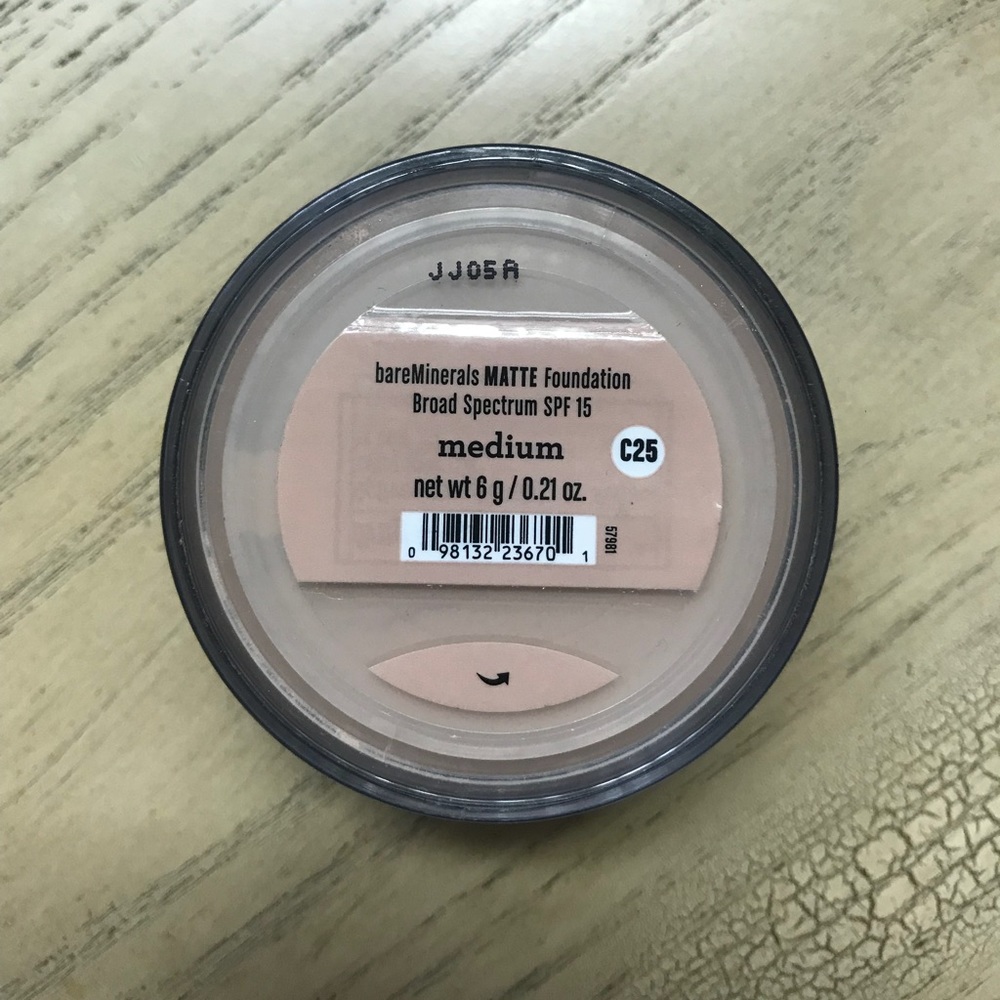 JJ05A
bareMinerals MATTE Foundation
Broad Spectrum SPF 15
medium
C25
net wt 6 g / 0.21 oz.
0 98132 23670 1
57981